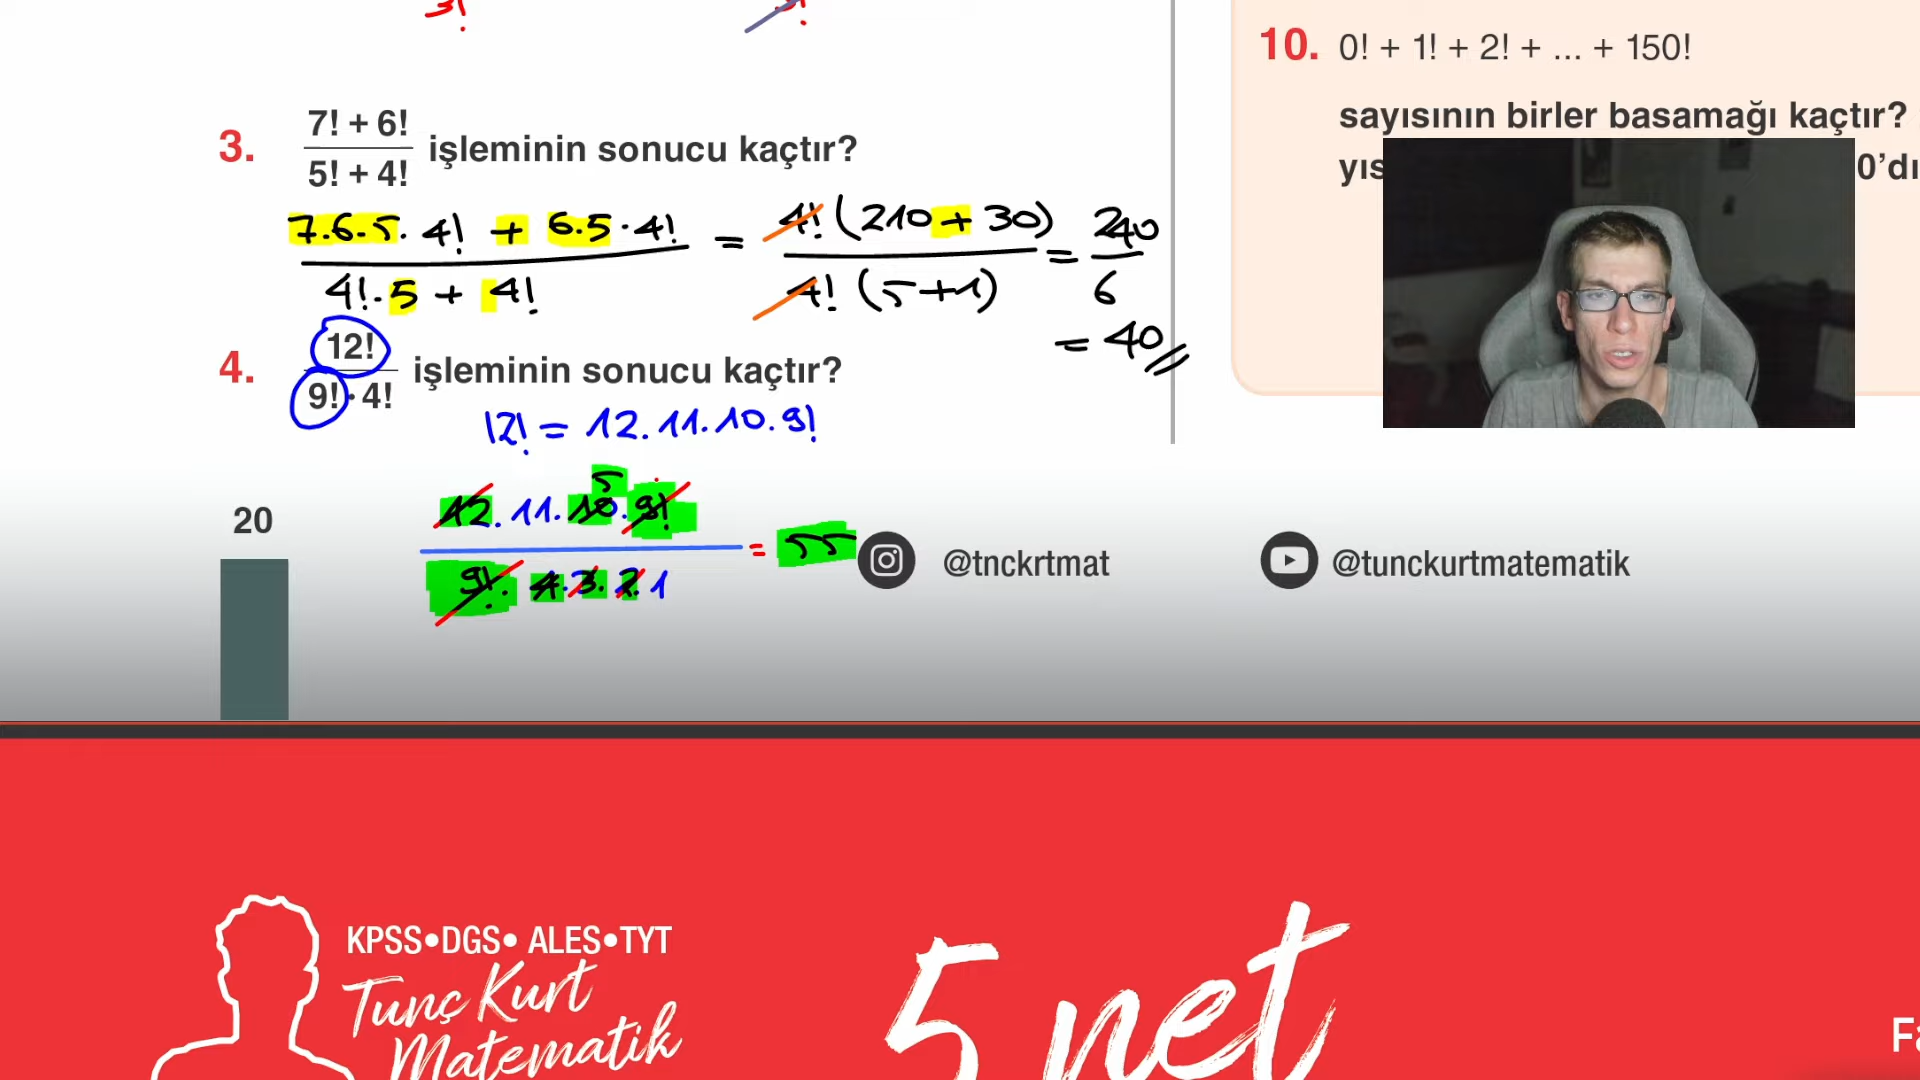 3!
3!
3. 7! + 6! / 5! + 4! işleminin sonucu kaçtır?
7.6.5. 4! + 6.5 . 4! / 4!.5 + 4! = 4! (210 + 30) / 4! (5+1) = 240 / 6
= 40
4. 12! / 9! · 4! işleminin sonucu kaçtır?
12! = 12.11.10.9!
5
12.11.10.9! / 9!.4.3.2.1 = 55
20
@tnckrtmat
@tunckurtmatematik
10. 0! + 1! + 2! + ... + 150!
sayısının birler basamağı kaçtır?
KPSS•DGS• ALES•TYT
Tunç Kurt
Matematik
5 net